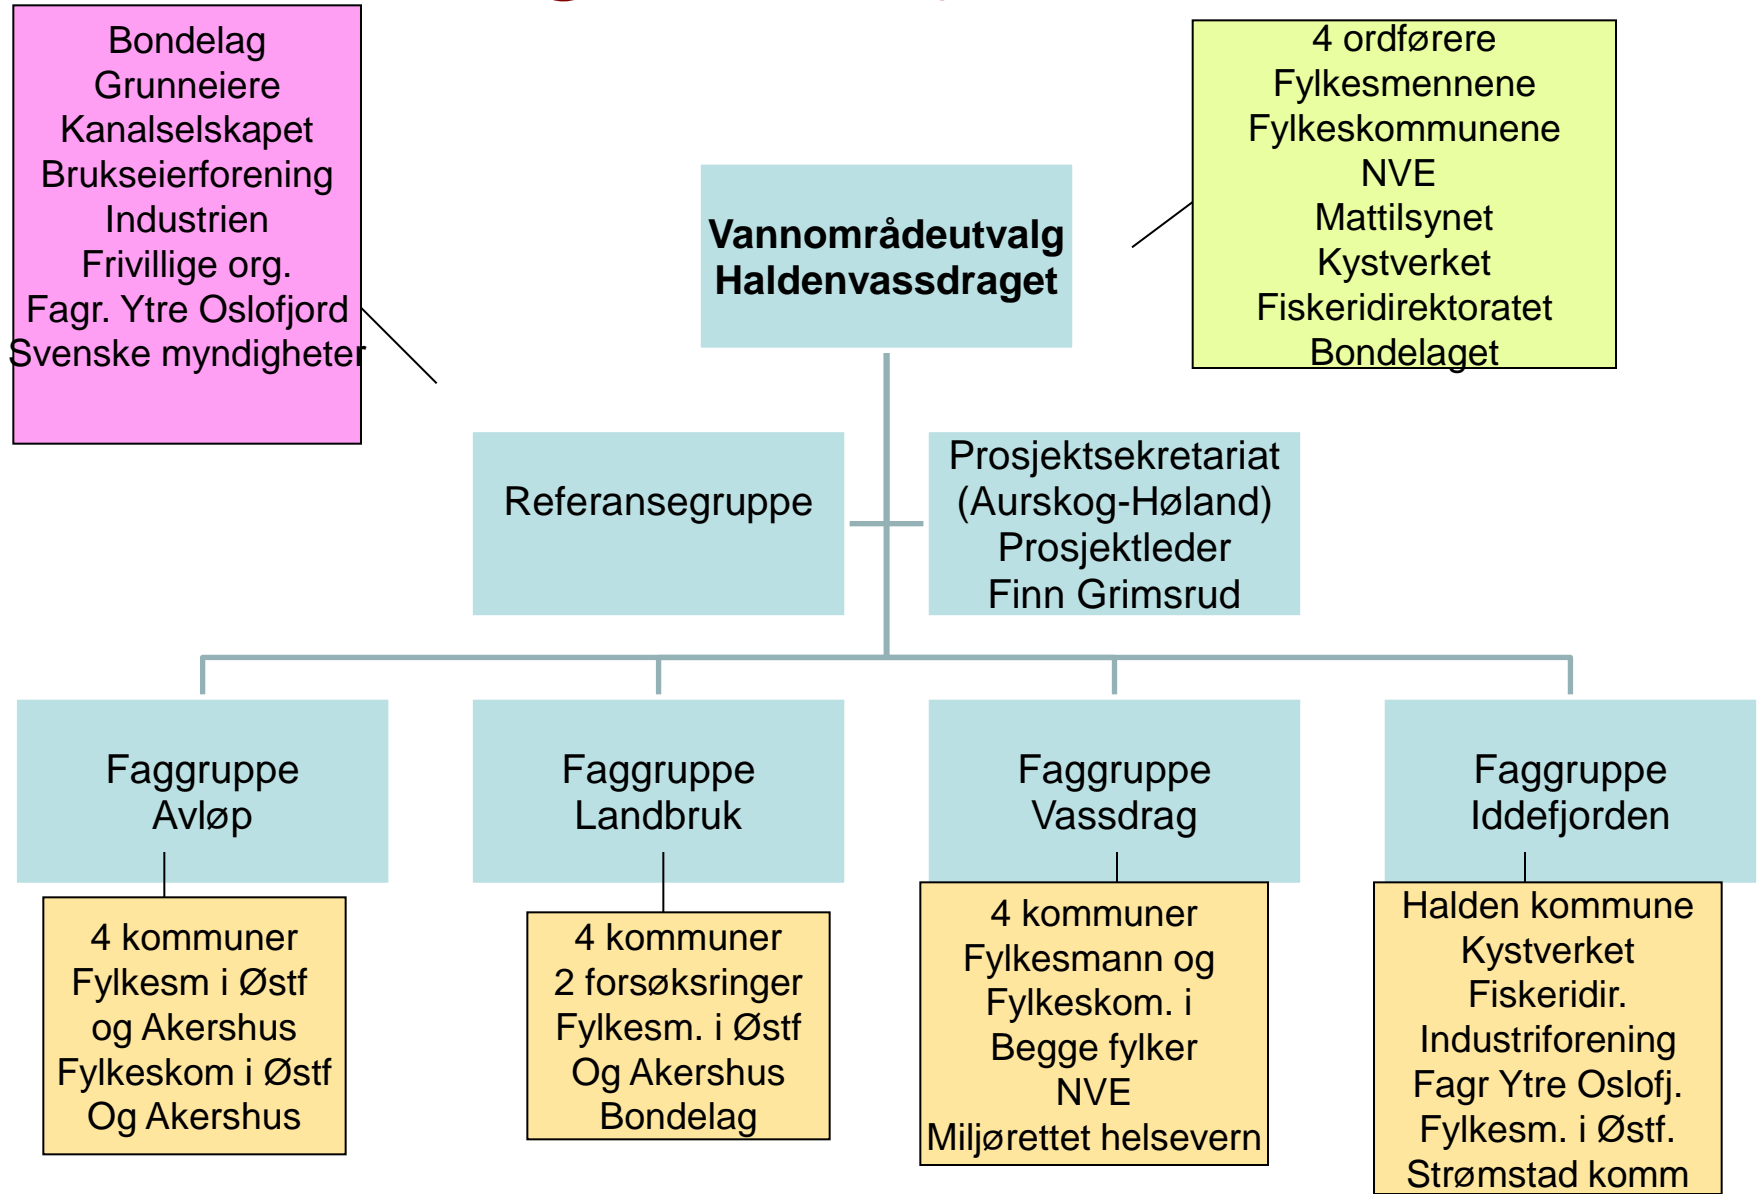 Bondelag
Grunneiere
Kanalselskapet
Brukseierforening
Industrien
Frivillige org.
Fagr. Ytre Oslofjord
Svenske myndigheter
4 ordførere
Fylkesmennene
Fylkeskommunene
NVE
Mattilsynet
Kystverket
Fiskeridirektoratet
Bondelaget
Vannområdeutvalg
Haldenvassdraget
Referansegruppe
Prosjektsekretariat
(Aurskog-Høland)
Prosjektleder
Finn Grimsrud
Faggruppe
Avløp
Faggruppe
Landbruk
Faggruppe
Vassdrag
Faggruppe
Iddefjorden
4 kommuner
Fylkesm i Østf
og Akershus
Fylkeskom i Østf
Og Akershus
4 kommuner
2 forsøksringer
Fylkesm. i Østf
Og Akershus
Bondelag
4 kommuner
Fylkesmann og
Fylkeskom. i
Begge fylker
NVE
Miljørettet helsevern
Halden kommune
Kystverket
Fiskeridir.
Industriforening
Fagr Ytre Oslofj.
Fylkesm. i Østf.
Strømstad komm